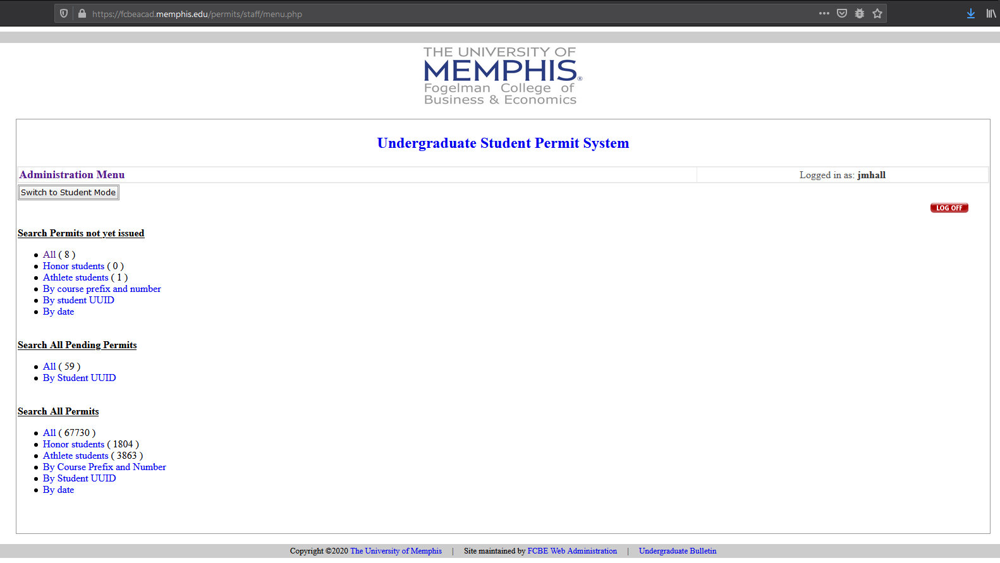 https://fcbeacad.memphis.edu/permits/staff/menu.php
THE UNIVERSITY OF
MEMPHIS®
Fogelman College of
Business & Economics
Undergraduate Student Permit System
Administration Menu
Logged in as: jmhall
Switch to Student Mode
LOG OFF
Search Permits not yet issued
All ( 8 )
Honor students ( 0 )
Athlete students ( 1 )
By course prefix and number
By student UUID
By date
Search All Pending Permits
All ( 59 )
By Student UUID
Search All Permits
All ( 67730 )
Honor students ( 1804 )
Athlete students ( 3863 )
By Course Prefix and Number
By Student UUID
By date
Copyright ©2020 The University of Memphis | Site maintained by FCBE Web Administration | Undergraduate Bulletin